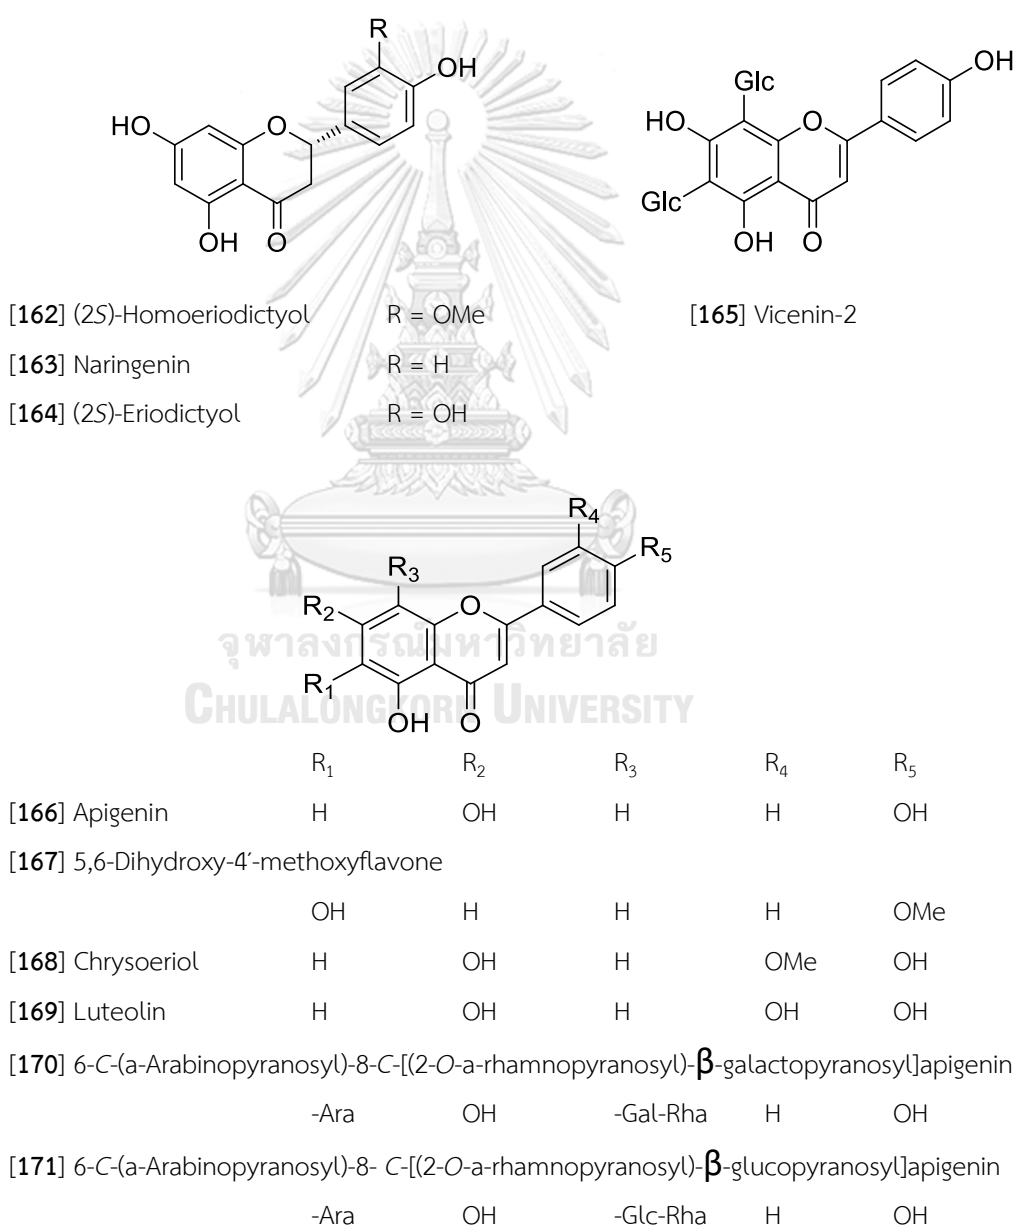 R
OH
HO
O
OH
O
Glc
OH
HO
O
Glc
OH
O
[162] (2S)-Homoeriodictyol R = OMe [165] Vicenin-2
[163] Naringenin R = H
[164] (2S)-Eriodictyol R = OH
R4
R5
R3
R2
O
R1
OH
O
จุฬาลงกรณ์มหาวิทยาลัย
CHULALONGKORN UNIVERSITY
R1 R2 R3 R4 R5
[166] Apigenin H OH H H OH
[167] 5,6-Dihydroxy-4´-methoxyflavone
OH H H H OMe
[168] Chrysoeriol H OH H OMe OH
[169] Luteolin H OH H OH OH
[170] 6-C-(a-Arabinopyranosyl)-8-C-[(2-O-a-rhamnopyranosyl)-β-galactopyranosyl]apigenin
-Ara OH -Gal-Rha H OH
[171] 6-C-(a-Arabinopyranosyl)-8- C-[(2-O-a-rhamnopyranosyl)-β-glucopyranosyl]apigenin
-Ara OH -Glc-Rha H OH